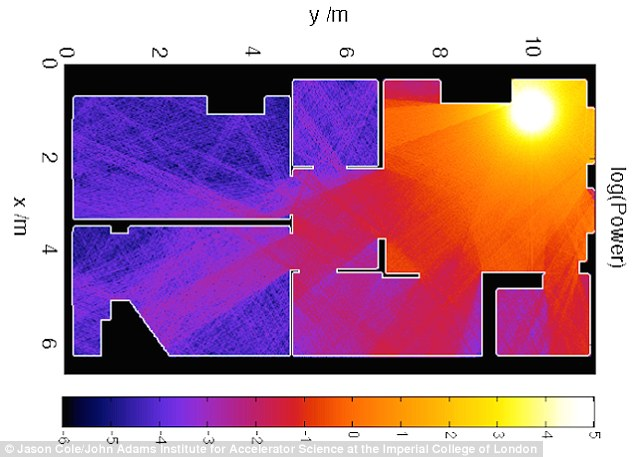 y /m
0 2 4 6 8 10
0
2
4
6
x /m
log(Power)
-6 -5 -4 -3 -2 -1 0 1 2 3 4 5
© Jason Cole/John Adams Institute for Accelerator Science at the Imperial College of London